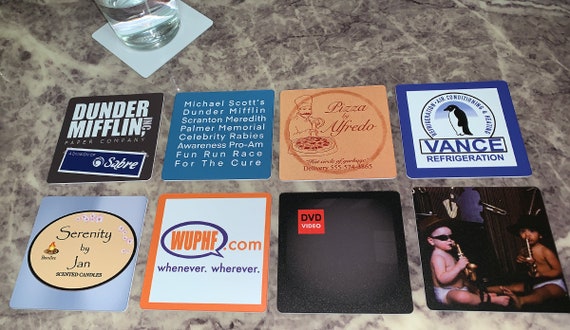 DUNDER
MIFFLIN, INC.
PAPER COMPANY
A DIVISION OF
Sabre
Michael Scott's
Dunder Mifflin
Scranton Meredith
Palmer Memorial
Celebrity Rabies
Awareness Pro-Am
Fun Run Race
For The Cure
Pizza
by
Alfredo
Delivery 555
REFRIGERATION • AIR CONDITIONING & HEATING
VANCE
REFRIGERATION
Serenity
by
Jan
SCENTED CANDLES
WUPHF.com
whenever. wherever.
DVD
VIDEO